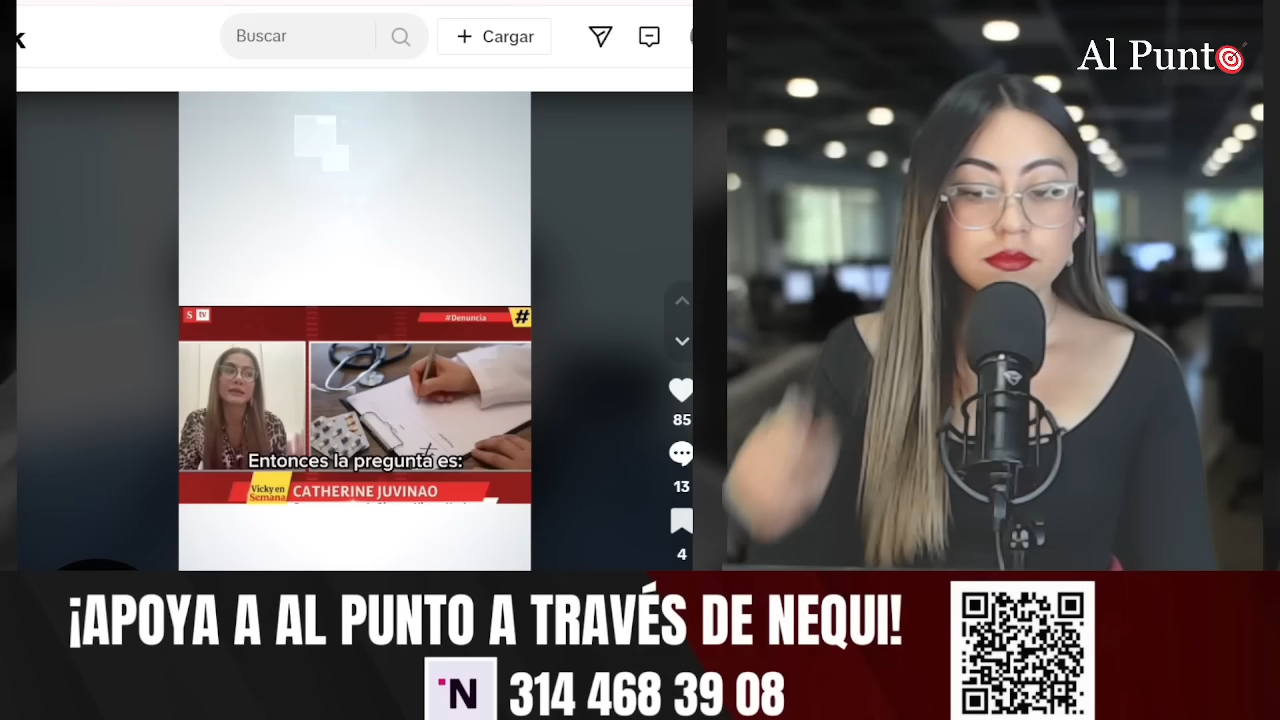 k
Buscar
+ Cargar
Al Punto
S tv
#Denuncia
#
Entonces la pregunta es:
Vicky en
Semana
CATHERINE JUVINAO
85
13
4
¡APOYA A AL PUNTO A TRAVÉS DE NEQUI!
N
314 468 39 08